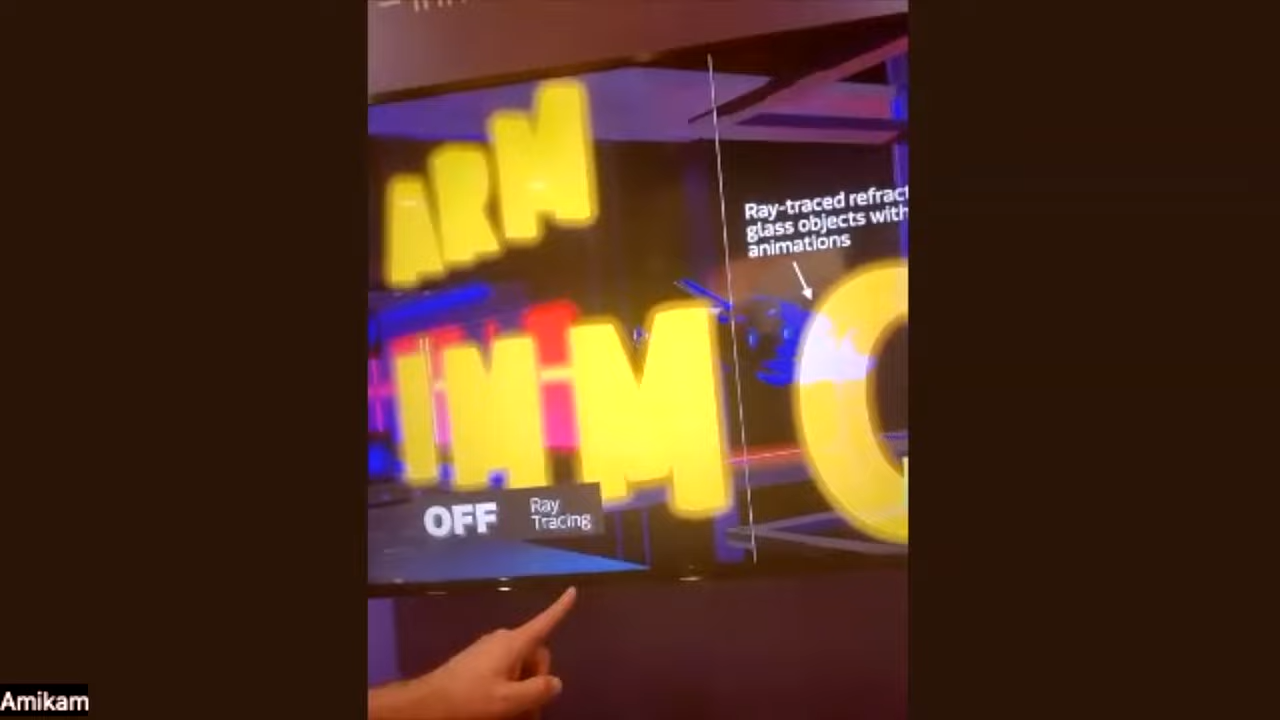 ARM
IMM
Ray-traced refract
glass objects with
animations
OFF
Ray
Tracing
Amikam